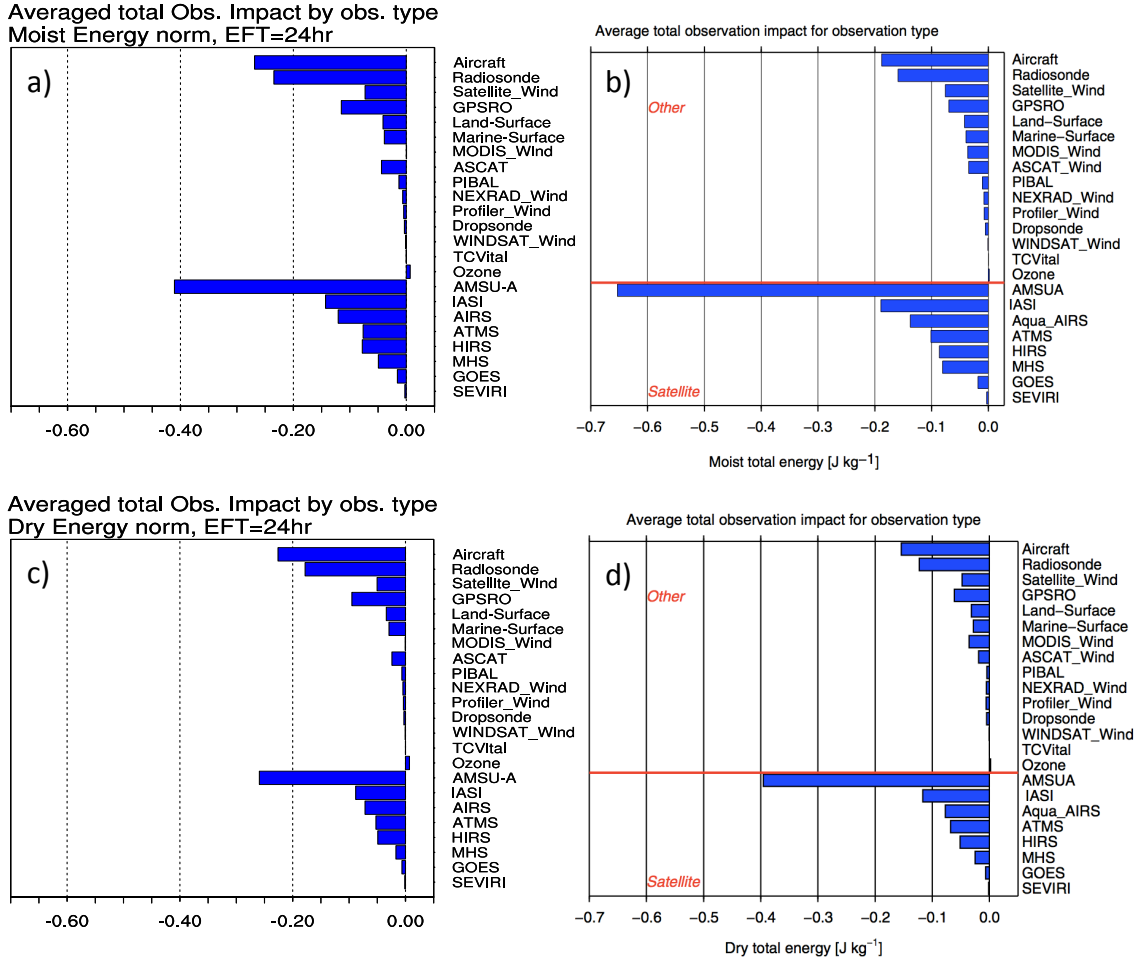 Averaged total Obs. Impact by obs. type
Moist Energy norm, EFT=24hr
a)
Aircraft
Radiosonde
Satellite_Wind
GPSRO
Land-Surface
Marine-Surface
MODIS_Wind
ASCAT
PIBAL
NEXRAD_Wind
Profiler_Wind
Dropsonde
WINDSAT_Wind
TCVital
Ozone
AMSU-A
IASI
AIRS
ATMS
HIRS
MHS
GOES
SEVIRI
-0.60 -0.40 -0.20 0.00
Average total observation impact for observation type
b)
Other
Aircraft
Radiosonde
Satellite_Wind
GPSRO
Land−Surface
Marine−Surface
MODIS_Wind
ASCAT_Wind
PIBAL
NEXRAD_Wind
Profiler_Wind
Dropsonde
WINDSAT_Wind
TCVital
Ozone
AMSUA
IASI
Aqua_AIRS
ATMS
HIRS
MHS
GOES
SEVIRI
Satellite
−0.7 −0.6 −0.5 −0.4 −0.3 −0.2 −0.1 0.0
Moist total energy [J kg−1]
Averaged total Obs. Impact by obs. type
Dry Energy norm, EFT=24hr
c)
Aircraft
Radiosonde
Satellite_Wind
GPSRO
Land-Surface
Marine-Surface
MODIS_Wind
ASCAT
PIBAL
NEXRAD_Wind
Profiler_Wind
Dropsonde
WINDSAT_Wind
TCVital
Ozone
AMSU-A
IASI
AIRS
ATMS
HIRS
MHS
GOES
SEVIRI
-0.60 -0.40 -0.20 0.00
Average total observation impact for observation type
d)
Other
Aircraft
Radiosonde
Satellite_Wind
GPSRO
Land−Surface
Marine−Surface
MODIS_Wind
ASCAT_Wind
PIBAL
NEXRAD_Wind
Profiler_Wind
Dropsonde
WINDSAT_Wind
TCVital
Ozone
AMSUA
IASI
Aqua_AIRS
ATMS
HIRS
MHS
GOES
SEVIRI
Satellite
−0.7 −0.6 −0.5 −0.4 −0.3 −0.2 −0.1 0.0
Dry total energy [J kg−1]